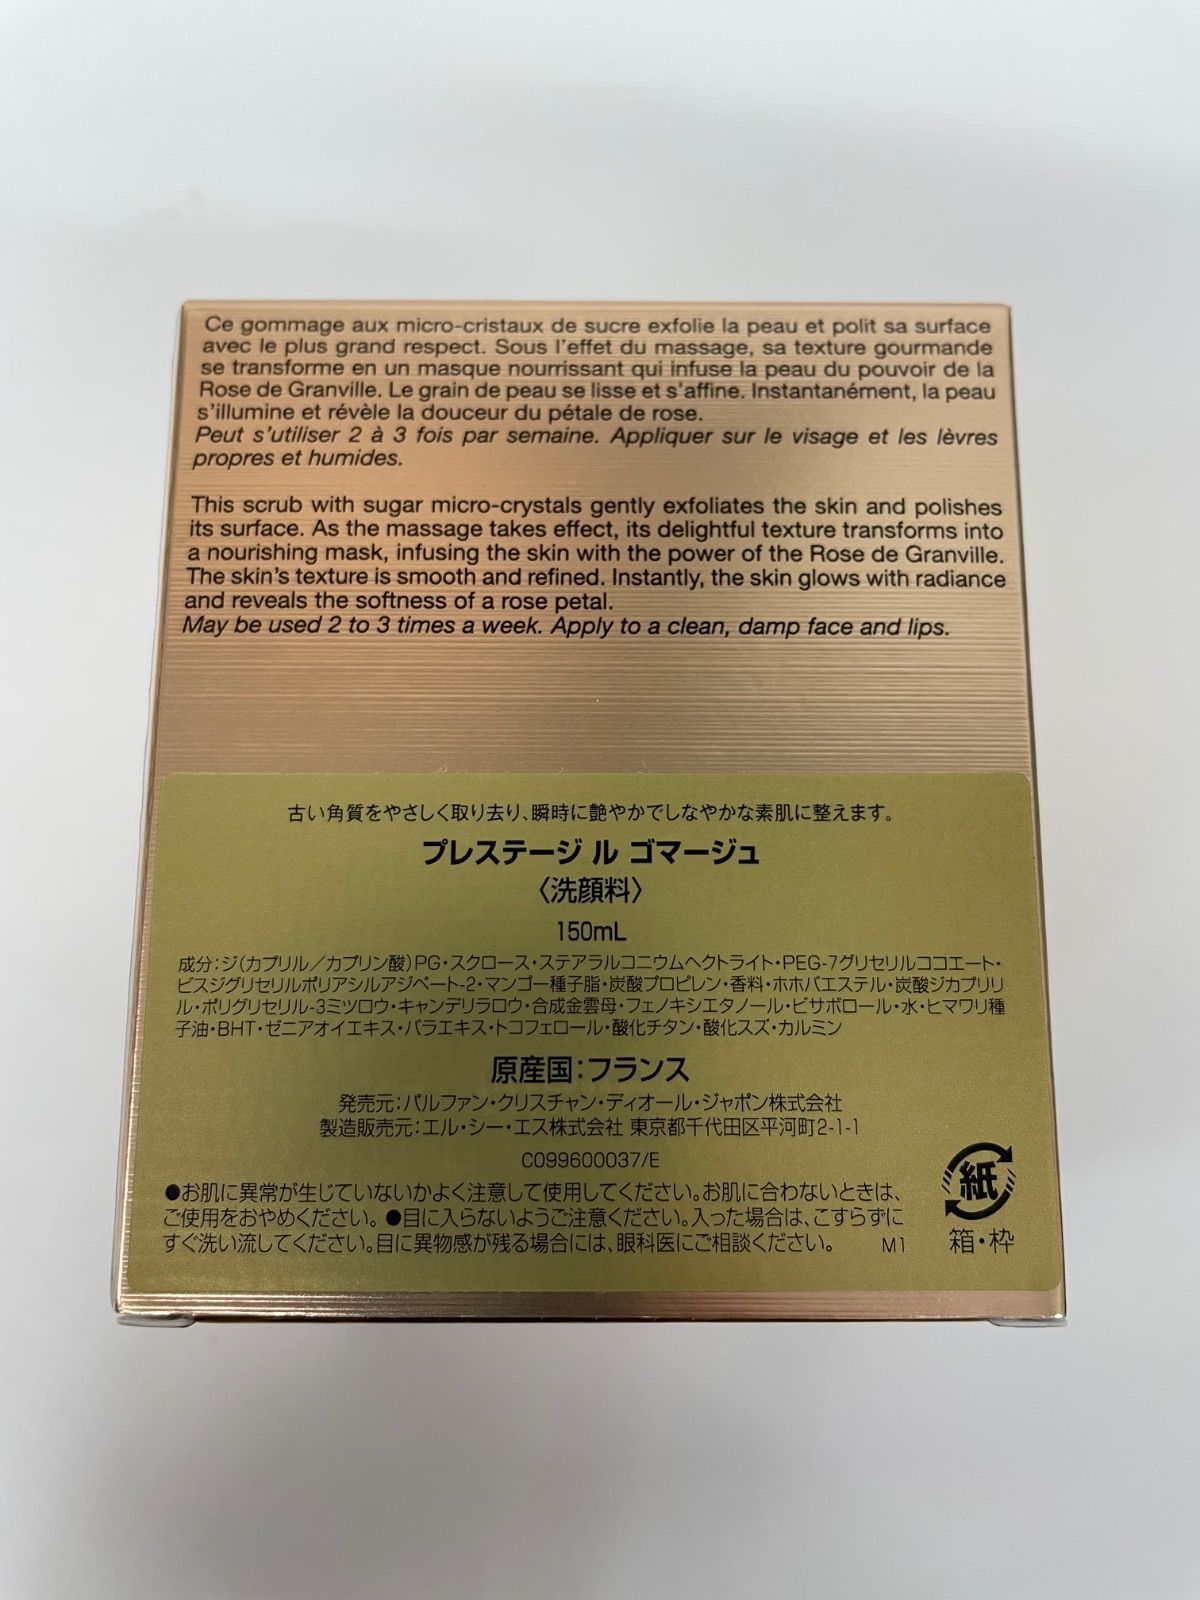 Ce gommage aux micro-cristaux de sucre exfolie la peau et polit sa surface
avec le plus grand respect. Sous l'effet du massage, sa texture gourmande
se transforme en un masque nourrissant qui infuse la peau du pouvoir de la
Rose de Granville. Le grain de peau se lisse et s'affine. Instantanément, la peau
s'illumine et révèle la douceur du pétale de rose.
Peut s'utiliser 2 à 3 fois par semaine. Appliquer sur le visage et les lèvres
propres et humides.
This scrub with sugar micro-crystals gently exfoliates the skin and polishes
its surface. As the massage takes effect, its delightful texture transforms into
a nourishing mask, infusing the skin with the power of the Rose de Granville.
The skin's texture is smooth and refined. Instantly, the skin glows with radiance
and reveals the softness of a rose petal.
May be used 2 to 3 times a week. Apply to a clean, damp face and lips.
古い角質をやさしく取り去り、瞬時に艶やかでしなやかな素肌に整えます。
プレステージ ル ゴマージュ
〈洗顔料〉
150mL
成分:ジ(カプリル/カプリン酸)PG・スクロース・ステアラルコニウムヘクトライト・PEG-7グリセリルココエート・
ビスジグリセリルポリアシルアジペート-2・マンゴー種子脂・炭酸プロピレン・香料・ホホバエステル・炭酸ジカプリリ
ル・ポリグリセリル-3ミツロウ・キャンデリラロウ・合成金雲母・フェノキシエタノール・ビサボロール・水・ヒマワリ種
子油・BHT・ゼニアオイエキス・バラエキス・トコフェロール・酸化チタン・酸化スズ・カルミン
原産国:フランス
発売元:パルファン・クリスチャン・ディオール・ジャポン株式会社
製造販売元:エル・シー・エス株式会社 東京都千代田区平河町2-1-1
C099600037/E
●お肌に異常が生じていないかよく注意して使用してください。お肌に合わないときは、
ご使用をおやめください。●目に入らないようご注意ください。入った場合は、こすらずに
すぐ洗い流してください。目に異物感が残る場合には、眼科医にご相談ください。 M1
紙
箱・枠